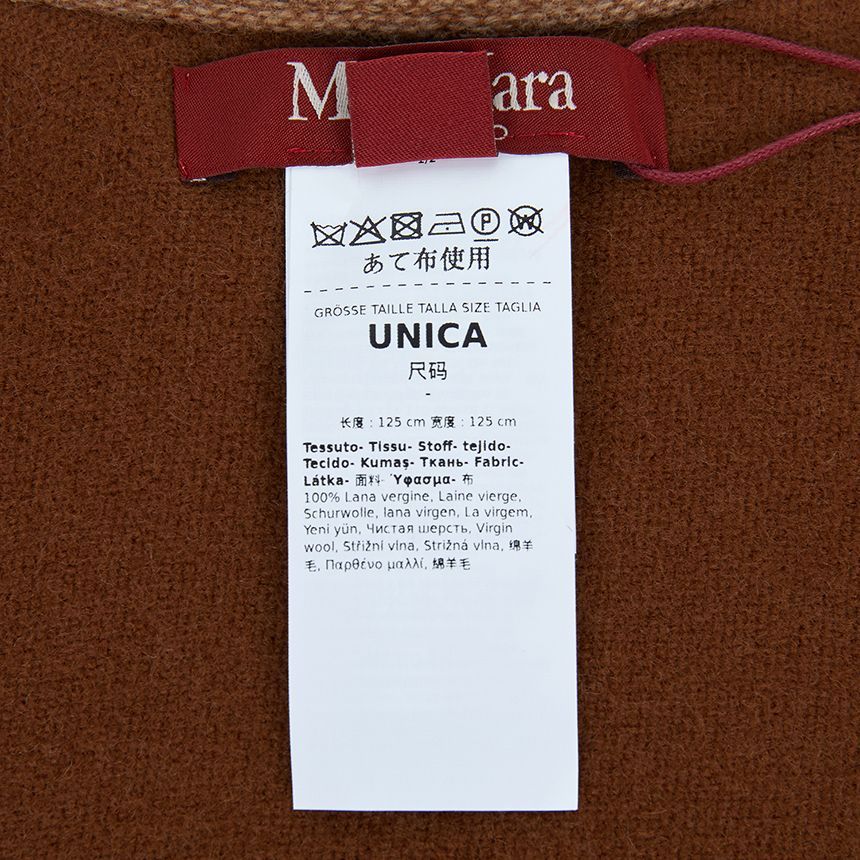 M ara
1/2
P W
あて布使用
GRÖSSE TAILLE TALLA SIZE TAGLIA
UNICA
尺码
-
长度 : 125 cm 宽度 : 125 cm
Tessuto- Tissu- Stoff- tejido-
Tecido- Kumaş- Ткань- Fabric-
Látka- 面料- Ύφασμα- 布
100% Lana vergine, Laine vierge,
Schurwolle, lana virgen, La virgem,
Yeni yün, Чистая шерсть, Virgin
wool, Střižní vlna, Strižná vlna, 绵羊
毛, Παρθένο μαλλί, 綿羊毛